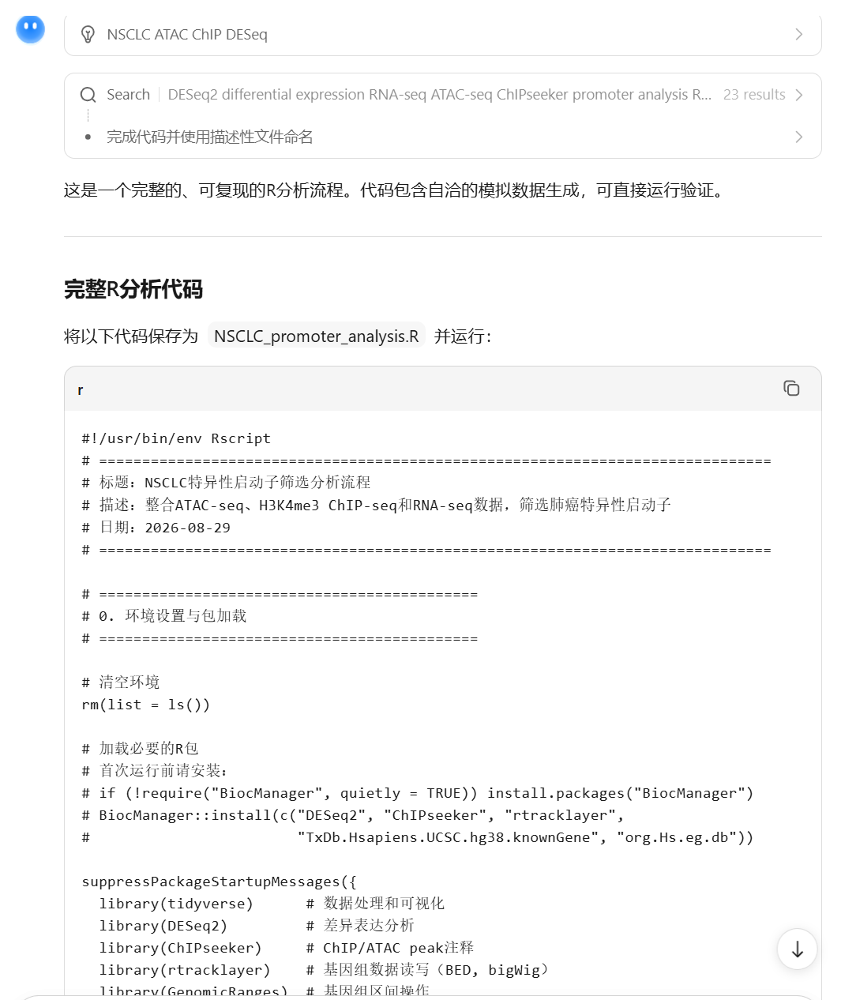 NSCLC ATAC ChIP DESeq
Search DESeq2 differential expression RNA-seq ATAC-seq ChIPseeker promoter analysis R... 23 results
完成代码并使用描述性文件命名
这是一个完整的、可复现的R分析流程。代码包含自洽的模拟数据生成，可直接运行验证。
完整R分析代码
将以下代码保存为 NSCLC_promoter_analysis.R 并运行：
r
#!/usr/bin/env Rscript
# ==============================================================================
# 标题：NSCLC特异性启动子筛选分析流程
# 描述：整合ATAC-seq、H3K4me3 ChIP-seq和RNA-seq数据，筛选肺癌特异性启动子
# 日期：2026-08-29
# ==============================================================================
# ============================================
# 0. 环境设置与包加载
# ============================================
# 清空环境
rm(list = ls())
# 加载必要的R包
# 首次运行前请安装：
# if (!require("BiocManager", quietly = TRUE)) install.packages("BiocManager")
# BiocManager::install(c("DESeq2", "ChIPseeker", "rtracklayer",
#                        "TxDb.Hsapiens.UCSC.hg38.knownGene", "org.Hs.eg.db"))
suppressPackageStartupMessages({
  library(tidyverse)      # 数据处理和可视化
  library(DESeq2)         # 差异表达分析
  library(ChIPseeker)     # ChIP/ATAC peak注释
  library(rtracklayer)    # 基因组数据读写（BED, bigWig）
  library(GenomicRanges)  # 基因组区间操作